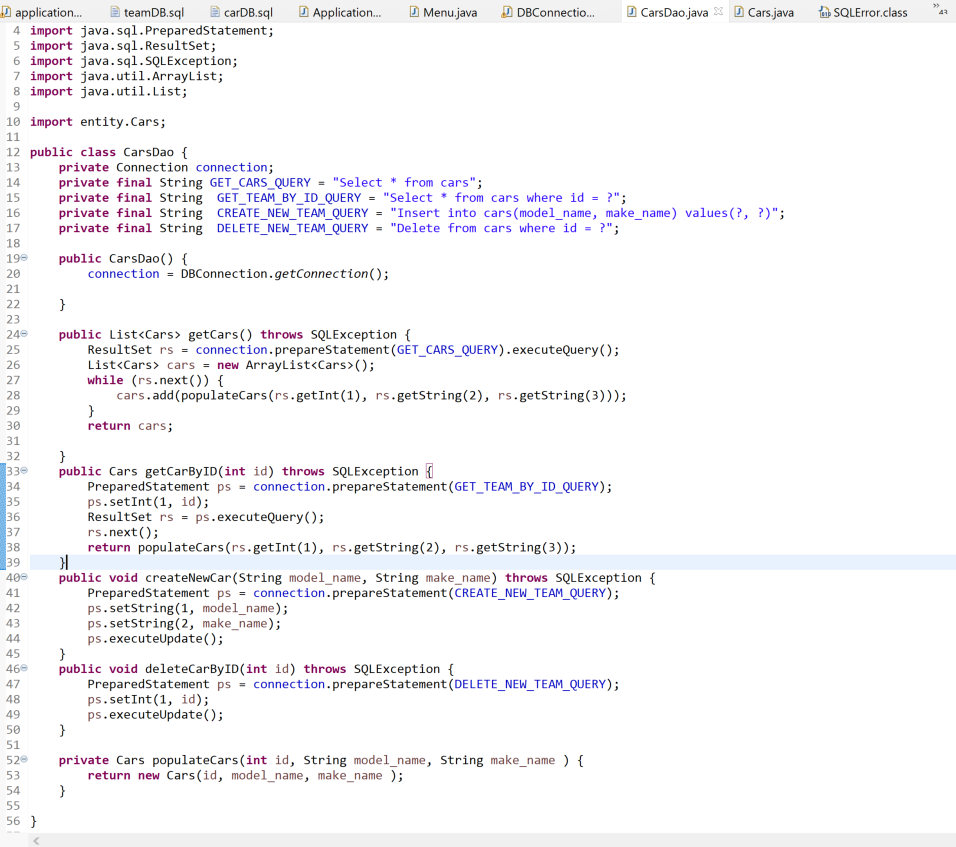 application... teamDB.sql carDB.sql Application... Menu.java DBConnectio... CarsDao.java Cars.java SQLError.class »43
4 import java.sql.PreparedStatement;
5 import java.sql.ResultSet;
6 import java.sql.SQLException;
7 import java.util.ArrayList;
8 import java.util.List;
9
10 import entity.Cars;
11
12 public class CarsDao {
13     private Connection connection;
14     private final String GET_CARS_QUERY = "Select * from cars";
15     private final String  GET_TEAM_BY_ID_QUERY = "Select * from cars where id = ?";
16     private final String  CREATE_NEW_TEAM_QUERY = "Insert into cars(model_name, make_name) values(?, ?)";
17     private final String  DELETE_NEW_TEAM_QUERY = "Delete from cars where id = ?";
18
19     public CarsDao() {
20         connection = DBConnection.getConnection();
21
22     }
23
24     public List<Cars> getCars() throws SQLException {
25         ResultSet rs = connection.prepareStatement(GET_CARS_QUERY).executeQuery();
26         List<Cars> cars = new ArrayList<Cars>();
27         while (rs.next()) {
28             cars.add(populateCars(rs.getInt(1), rs.getString(2), rs.getString(3)));
29         }
30         return cars;
31
32     }
33     public Cars getCarByID(int id) throws SQLException {
34         PreparedStatement ps = connection.prepareStatement(GET_TEAM_BY_ID_QUERY);
35         ps.setInt(1, id);
36         ResultSet rs = ps.executeQuery();
37         rs.next();
38         return populateCars(rs.getInt(1), rs.getString(2), rs.getString(3));
39     }
40     public void createNewCar(String model_name, String make_name) throws SQLException {
41         PreparedStatement ps = connection.prepareStatement(CREATE_NEW_TEAM_QUERY);
42         ps.setString(1, model_name);
43         ps.setString(2, make_name);
44         ps.executeUpdate();
45     }
46     public void deleteCarByID(int id) throws SQLException {
47         PreparedStatement ps = connection.prepareStatement(DELETE_NEW_TEAM_QUERY);
48         ps.setInt(1, id);
49         ps.executeUpdate();
50     }
51
52     private Cars populateCars(int id, String model_name, String make_name ) {
53         return new Cars(id, model_name, make_name );
54     }
55
56 }